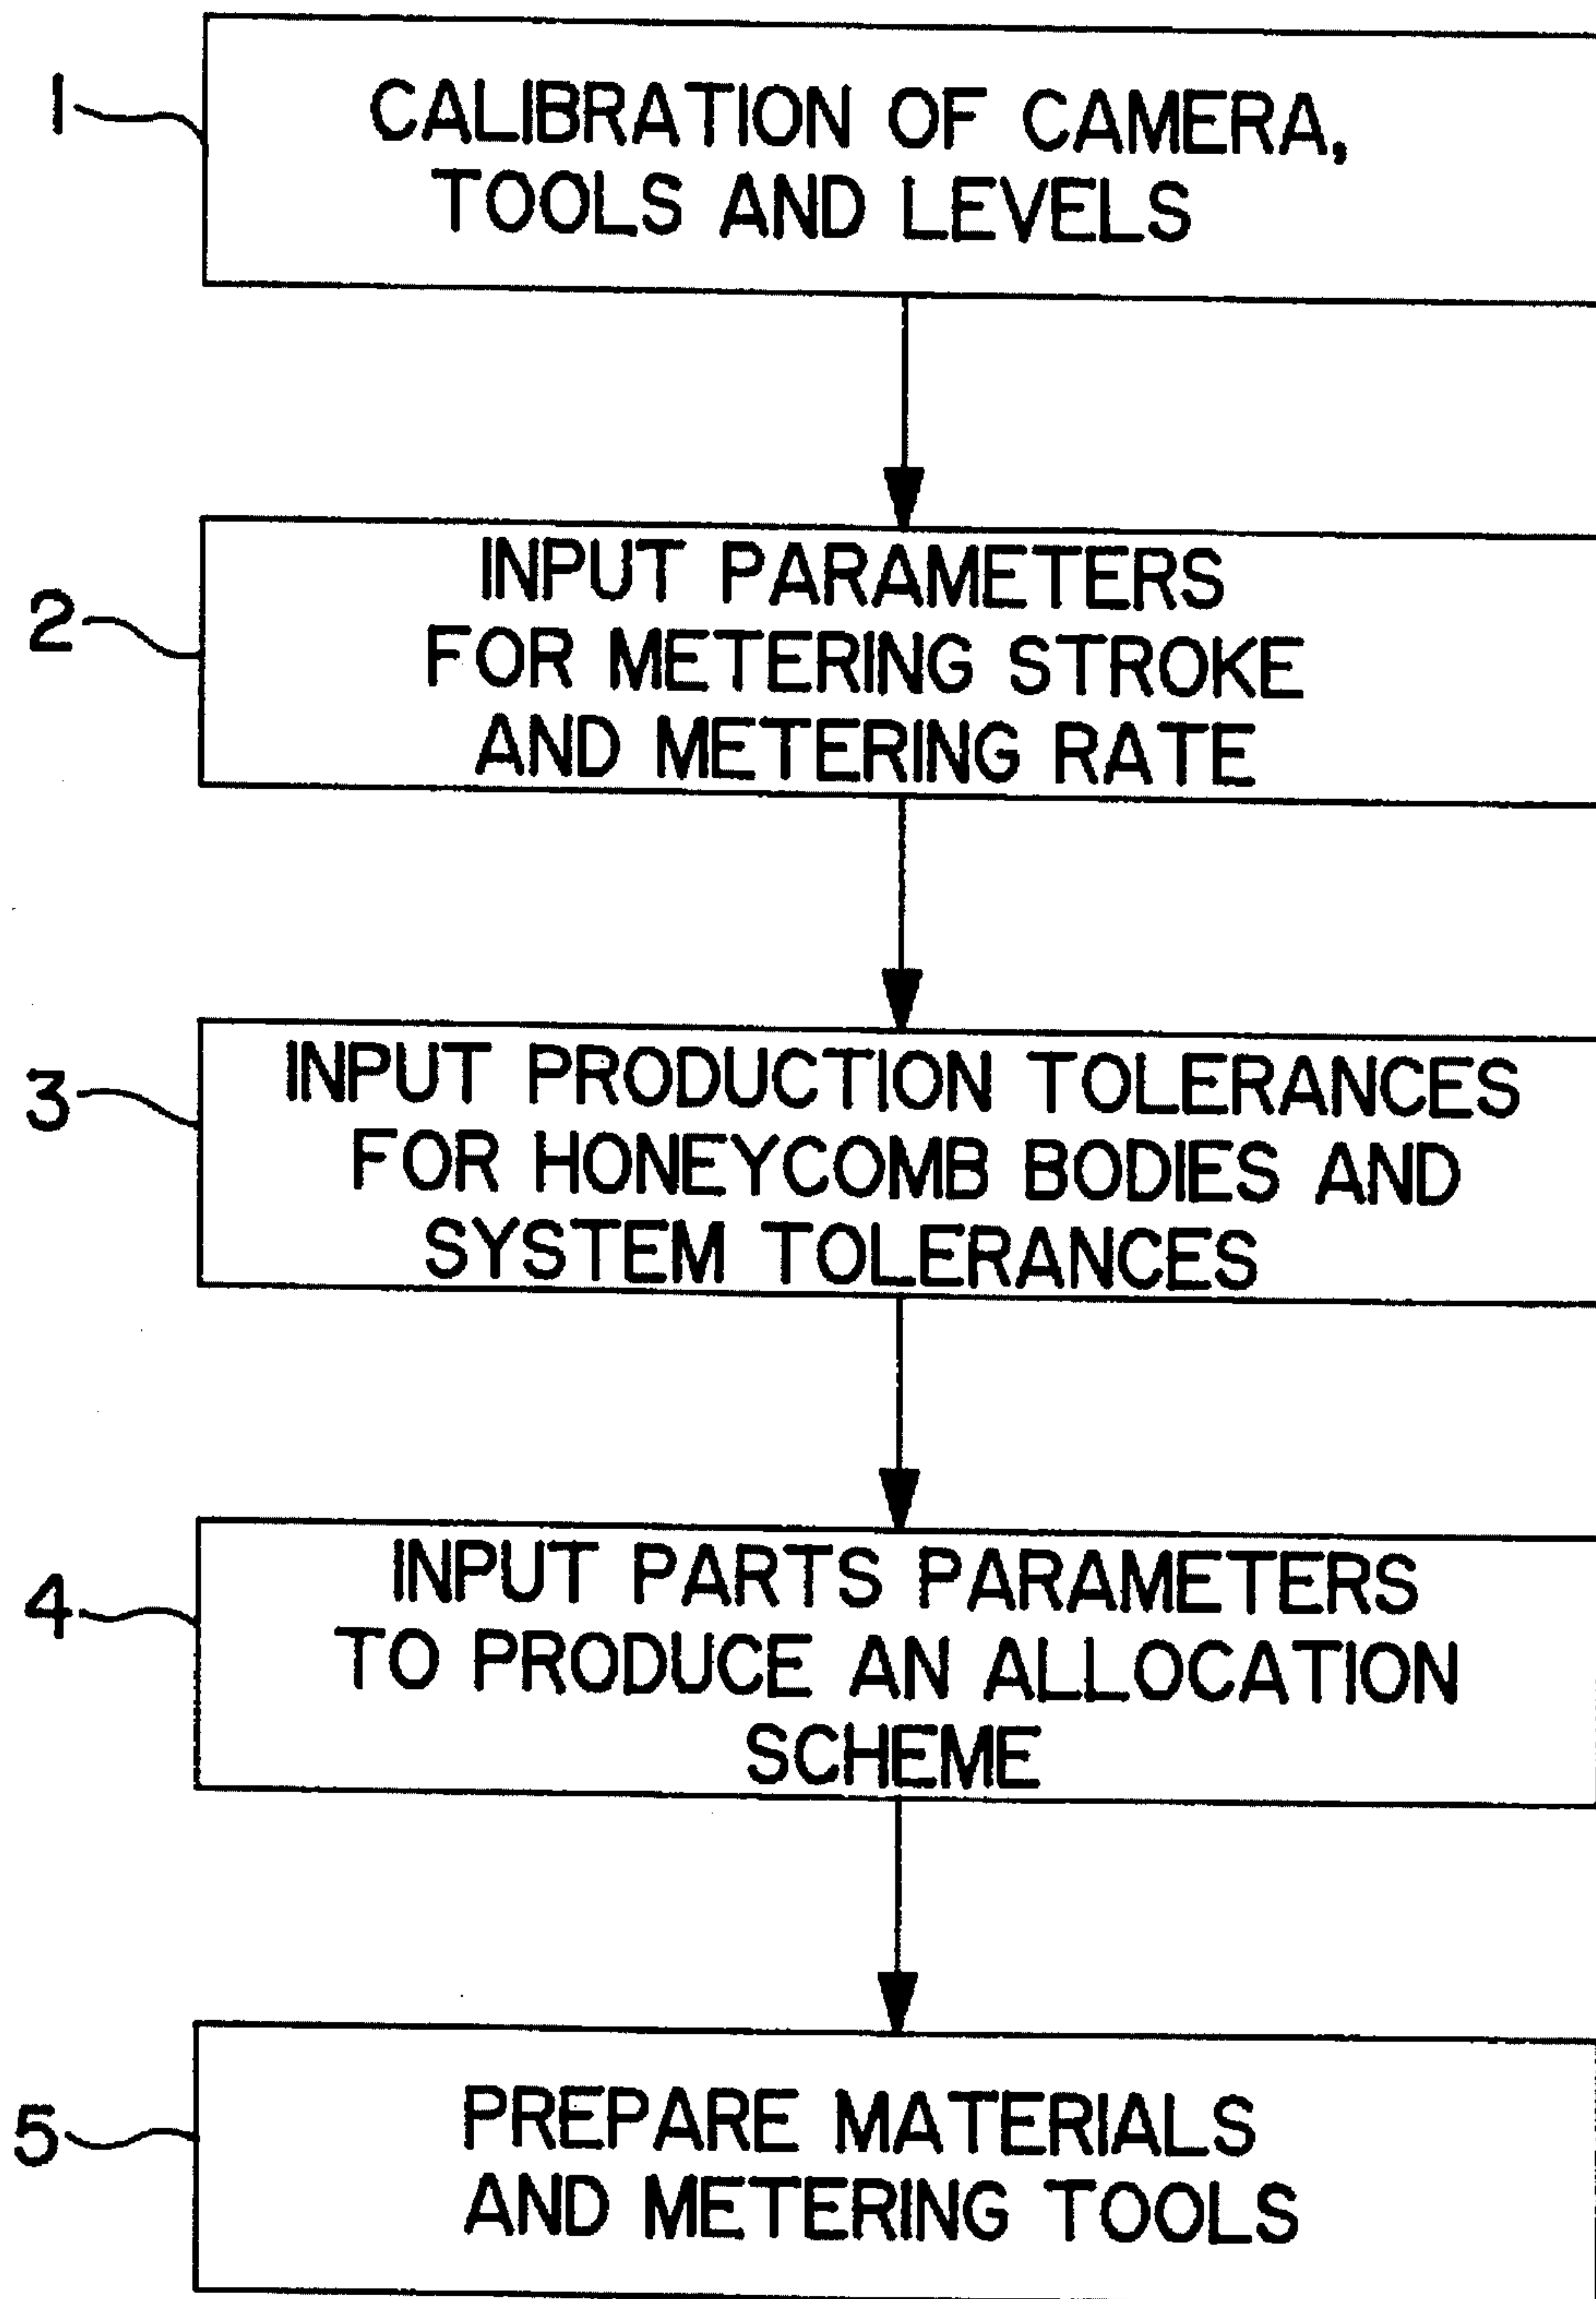 1
CALIBRATION OF CAMERA,
TOOLS AND LEVELS
2
INPUT PARAMETERS
FOR METERING STROKE
AND METERING RATE
3
INPUT PRODUCTION TOLERANCES
FOR HONEYCOMB BODIES AND
SYSTEM TOLERANCES
4
INPUT PARTS PARAMETERS
TO PRODUCE AN ALLOCATION
SCHEME
5
PREPARE MATERIALS
AND METERING TOOLS